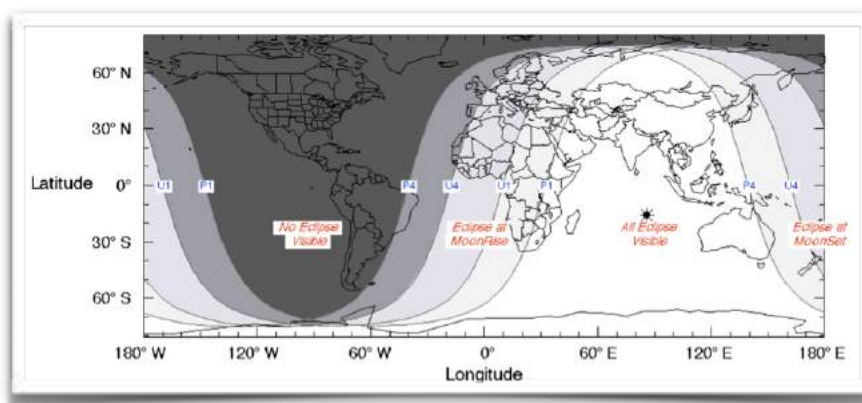 60° N
30° N
Latitude
0°
30° S
60° S
U1
P1
P4
U4
U1
P1
P4
U4
No Eclipse
Visible
Eclipse at
MoonRise
All Eclipse
Visible
Eclipse at
MoonSet
180° W
120° W
60° W
0°
60° E
120° E
180° E
Longitude